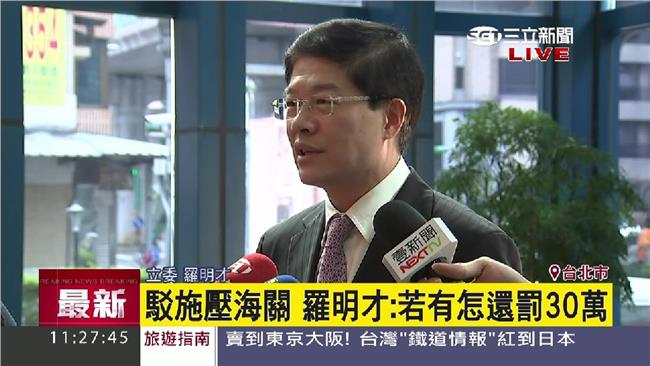 三立新聞
LIVE
354
壹新聞
NEXT TV
立委 羅明才
台北市
BREAKING NEWS BREAKING
最新
駁施壓海關 羅明才:若有怎還罰30萬
11:27:45
旅遊指南
賣到東京大阪! 台灣"鐵道情報"紅到日本